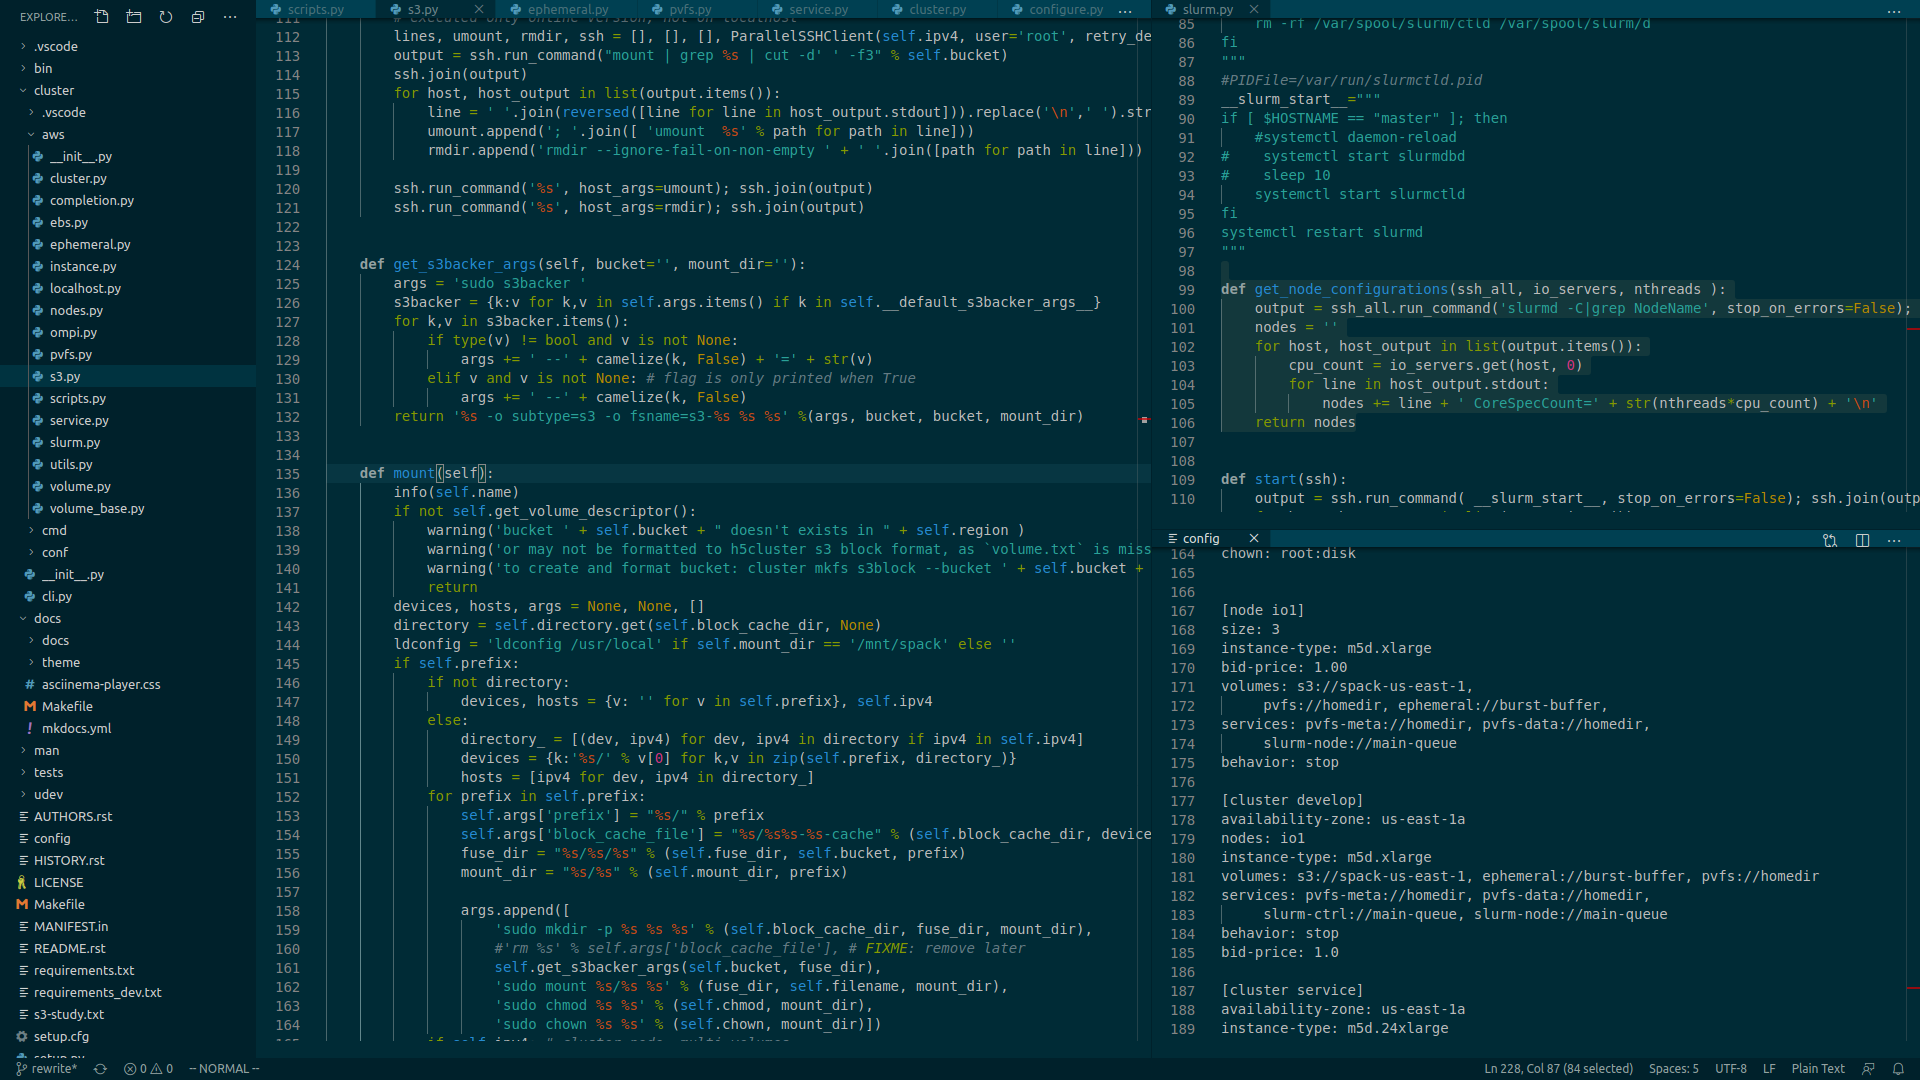 EXPLORE...
.vscode
bin
cluster
.vscode
aws
__init__.py
cluster.py
completion.py
ebs.py
ephemeral.py
instance.py
localhost.py
nodes.py
ompi.py
pvfs.py
s3.py
scripts.py
service.py
slurm.py
utils.py
volume.py
volume_base.py
cmd
conf
__init__.py
cli.py
docs
docs
theme
asciinema-player.css
Makefile
mkdocs.yml
man
tests
udev
AUTHORS.rst
config
HISTORY.rst
LICENSE
Makefile
MANIFEST.in
README.rst
requirements.txt
requirements_dev.txt
s3-study.txt
setup.cfg
setup.py
scripts.py s3.py ephemeral.py pvfs.py service.py cluster.py configure.py
111 # executed only online version, not on localhost
112 lines, umount, rmdir, ssh = [], [], [], ParallelSSHClient(self.ipv4, user='root', retry_de
113 output = ssh.run_command("mount | grep %s | cut -d' ' -f3" % self.bucket)
114 ssh.join(output)
115 for host, host_output in list(output.items()):
116 line = ' '.join(reversed([line for line in host_output.stdout])).replace('\n',' ').str
117 umount.append('; '.join([ 'umount  %s' % path for path in line]))
118 rmdir.append('rmdir --ignore-fail-on-non-empty ' + ' '.join([path for path in line]))
119
120 ssh.run_command('%s', host_args=umount); ssh.join(output)
121 ssh.run_command('%s', host_args=rmdir); ssh.join(output)
122
123
124 def get_s3backer_args(self, bucket='', mount_dir=''):
125 args = 'sudo s3backer '
126 s3backer = {k:v for k,v in self.args.items() if k in self.__default_s3backer_args__}
127 for k,v in s3backer.items():
128 if type(v) != bool and v is not None:
129 args += ' --' + camelize(k, False) + '=' + str(v)
130 elif v and v is not None: # flag is only printed when True
131 args += ' --' + camelize(k, False)
132 return '%s -o subtype=s3 -o fsname=s3-%s %s %s' %(args, bucket, bucket, mount_dir)
133
134
135 def mount(self):
136 info(self.name)
137 if not self.get_volume_descriptor():
138 warning('bucket ' + self.bucket + " doesn't exists in " + self.region )
139 warning('or may not be formatted to h5cluster s3 block format, as `volume.txt` is miss
140 warning('to create and format bucket: cluster mkfs s3block --bucket ' + self.bucket +
141 return
142 devices, hosts, args = None, None, []
143 directory = self.directory.get(self.block_cache_dir, None)
144 ldconfig = 'ldconfig /usr/local' if self.mount_dir == '/mnt/spack' else ''
145 if self.prefix:
146 if not directory:
147 devices, hosts = {v: '' for v in self.prefix}, self.ipv4
148 else:
149 directory_ = [(dev, ipv4) for dev, ipv4 in directory if ipv4 in self.ipv4]
150 devices = {k:'%s/' % v[0] for k,v in zip(self.prefix, directory_)}
151 hosts = [ipv4 for dev, ipv4 in directory_]
152 for prefix in self.prefix:
153 self.args['prefix'] = "%s/" % prefix
154 self.args['block_cache_file'] = "%s/%s%s-%s-cache" % (self.block_cache_dir, device
155 fuse_dir = "%s/%s/%s" % (self.fuse_dir, self.bucket, prefix)
156 mount_dir = "%s/%s" % (self.mount_dir, prefix)
157
158 args.append([
159 'sudo mkdir -p %s %s %s' % (self.block_cache_dir, fuse_dir, mount_dir),
160 #'rm %s' % self.args['block_cache_file'], # FIXME: remove later
161 self.get_s3backer_args(self.bucket, fuse_dir),
162 'sudo mount %s/%s %s' % (fuse_dir, self.filename, mount_dir),
163 'sudo chmod %s %s' % (self.chmod, mount_dir),
164 'sudo chown %s %s' % (self.chown, mount_dir)])
slurm.py
85 rm -rf /var/spool/slurm/ctld /var/spool/slurm/d
86 fi
87 """
88 #PIDFile=/var/run/slurmctld.pid
89 __slurm_start__="""
90 if [ $HOSTNAME == "master" ]; then
91 #systemctl daemon-reload
92 #    systemctl start slurmdbd
93 #    sleep 10
94 systemctl start slurmctld
95 fi
96 systemctl restart slurmd
97 """
98
99 def get_node_configurations(ssh_all, io_servers, nthreads ):
100 output = ssh_all.run_command('slurmd -C|grep NodeName', stop_on_errors=False);
101 nodes = ''
102 for host, host_output in list(output.items()):
103 cpu_count = io_servers.get(host, 0)
104 for line in host_output.stdout:
105 nodes += line + ' CoreSpecCount=' + str(nthreads*cpu_count) + '\n'
106 return nodes
107
108
109 def start(ssh):
110 output = ssh.run_command( __slurm_start__, stop_on_errors=False); ssh.join(outp
config
164 chown: root:disk
165
166
167 [node io1]
168 size: 3
169 instance-type: m5d.xlarge
170 bid-price: 1.00
171 volumes: s3://spack-us-east-1,
172 pvfs://homedir, ephemeral://burst-buffer,
173 services: pvfs-meta://homedir, pvfs-data://homedir,
174 slurm-node://main-queue
175 behavior: stop
176
177 [cluster develop]
178 availability-zone: us-east-1a
179 nodes: io1
180 instance-type: m5d.xlarge
181 volumes: s3://spack-us-east-1, ephemeral://burst-buffer, pvfs://homedir
182 services: pvfs-meta://homedir, pvfs-data://homedir,
183 slurm-ctrl://main-queue, slurm-node://main-queue
184 behavior: stop
185 bid-price: 1.0
186
187 [cluster service]
188 availability-zone: us-east-1a
189 instance-type: m5d.24xlarge
rewrite* 0 0 -- NORMAL -- Ln 228, Col 87 (84 selected) Spaces: 5 UTF-8 LF Plain Text